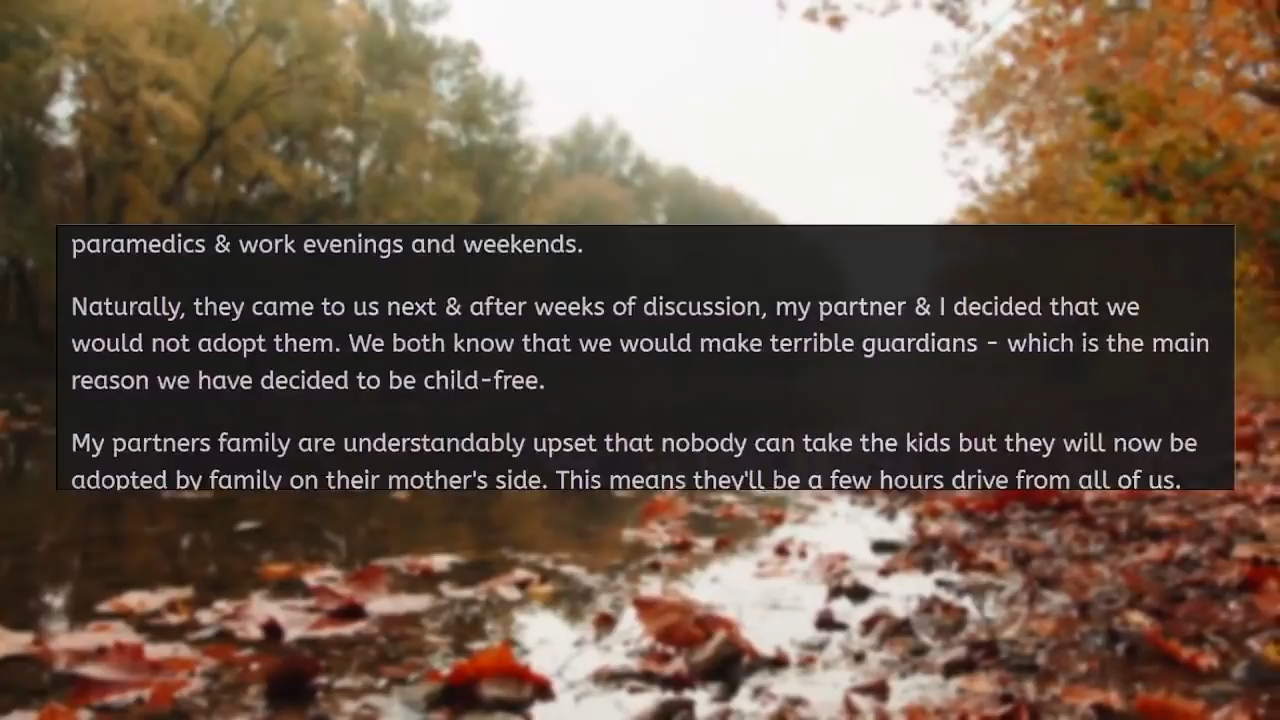 paramedics & work evenings and weekends.
Naturally, they came to us next & after weeks of discussion, my partner & I decided that we
would not adopt them. We both know that we would make terrible guardians - which is the main
reason we have decided to be child-free.
My partners family are understandably upset that nobody can take the kids but they will now be
adopted by family on their mother's side. This means they'll be a few hours drive from all of us.